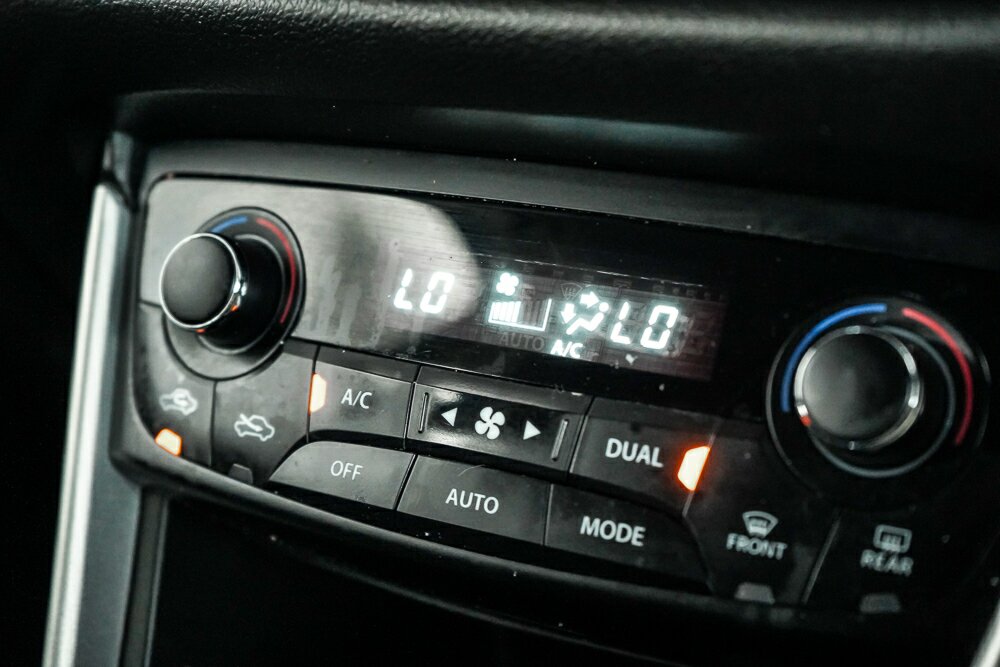 LO
LO
AUTO
A/C
A/C
DUAL
OFF
AUTO
MODE
FRONT
REAR